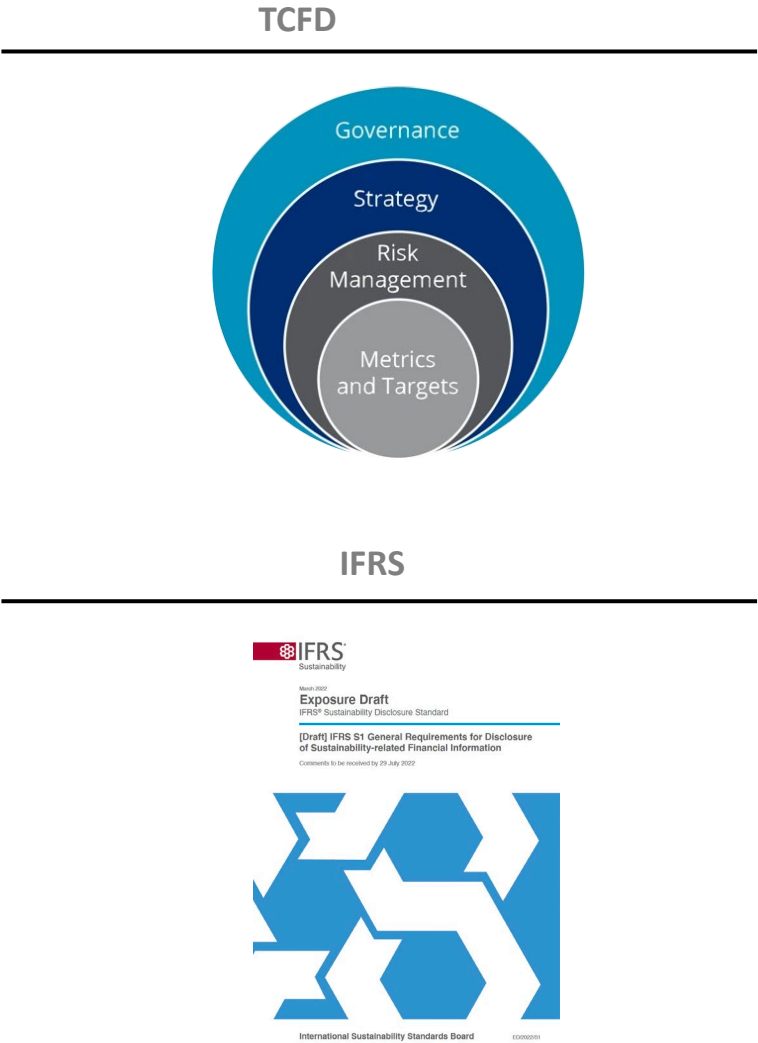 TCFD
Governance
Strategy
Risk
Management
Metrics
and Targets
IFRS
IFRS®
Sustainability
March 2022
Exposure Draft
IFRS® Sustainability Disclosure Standard
[Draft] IFRS S1 General Requirements for Disclosure
of Sustainability-related Financial Information
Comments to be received by 29 July 2022
International Sustainability Standards Board
ED/2022/S1